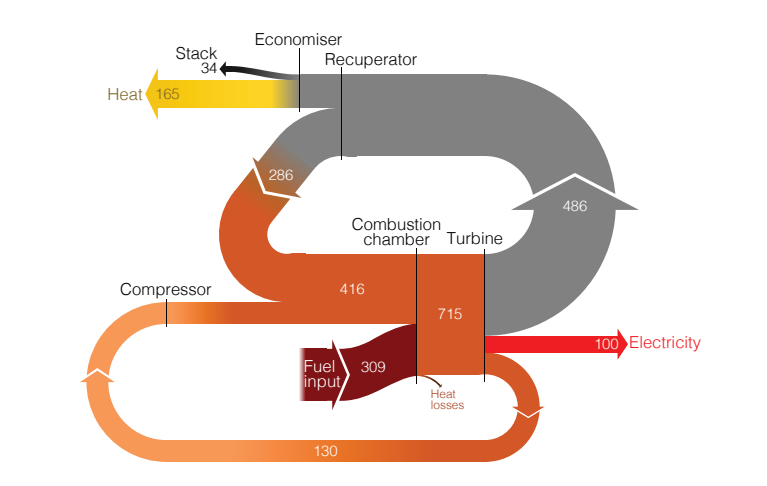 Economiser
Stack
34
Recuperator
Heat
165
286
486
Combustion
chamber
Turbine
Compressor
416
715
100
Electricity
Fuel
input
309
Heat
losses
130